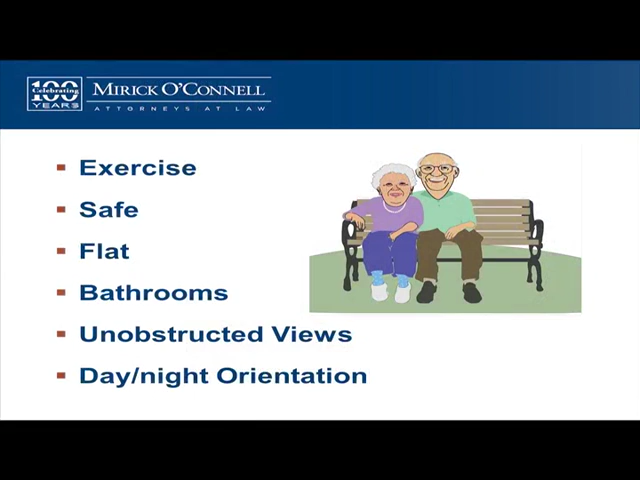 Celebrating
100
YEARS
MIRICK O'CONNELL
ATTORNEYS AT LAW
Exercise
Safe
Flat
Bathrooms
Unobstructed Views
Day/night Orientation